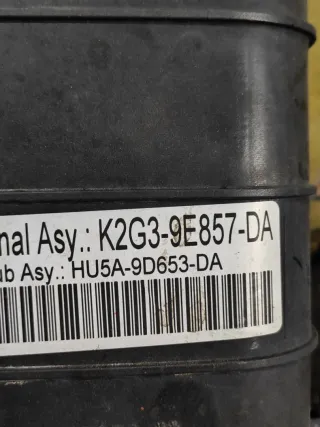 nal Asy.: K2G3-9E857-DA
ub Asy.: HU5A-9D653-DA